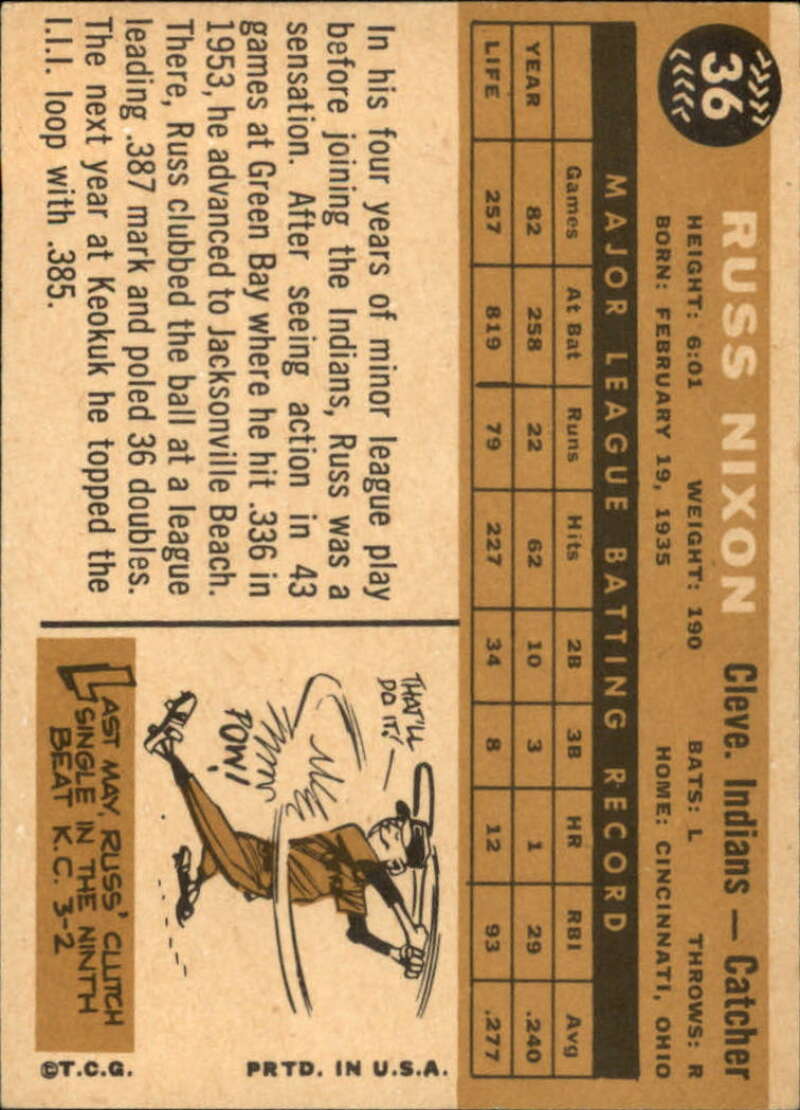 36
RUSS NIXON Cleve. Indians — Catcher
HEIGHT: 6:01 WEIGHT: 190 BATS: L THROWS: R
BORN: FEBRUARY 19, 1935 HOME: CINCINNATI, OHIO
MAJOR LEAGUE BATTING RECORD
Games At Bat Runs Hits 2B 3B HR RBI Avg
YEAR 82 258 22 62 10 3 1 29 .240
LIFE 257 819 79 227 34 8 12 93 .277
In his four years of minor league play
before joining the Indians, Russ was a
sensation. After seeing action in 43
games at Green Bay where he hit .336 in
1953, he advanced to Jacksonville Beach.
There, Russ clubbed the ball at a league
leading .387 mark and poled 36 doubles.
The next year at Keokuk he topped the
I.I.I. loop with .385.
THAT'LL
DO IT!
POW!
LAST MAY, RUSS' CLUTCH
SINGLE IN THE NINTH
BEAT K.C. 3-2
PRTD. IN U.S.A.
©T.C.G.